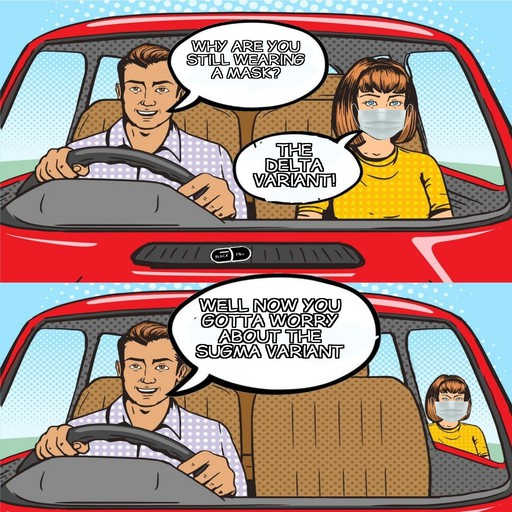 WHY ARE YOU
STILL WEARING
A MASK?
THE
DELTA
VARIANT!
WELL NOW YOU
GOTTA WORRY
ABOUT THE
SUGMA VARIANT